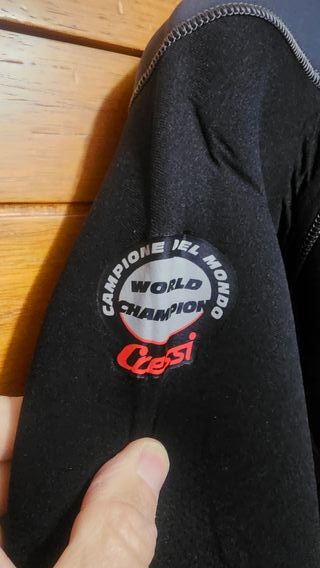 CAMPIONE DEL MONDO
WORLD
CHAMPION
Cressi